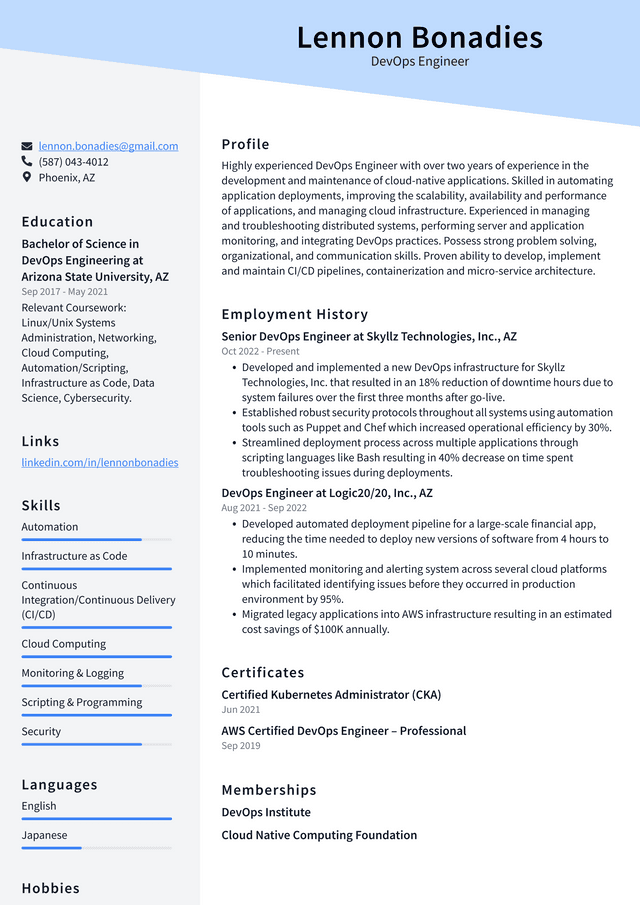 Lennon Bonadies
DevOps Engineer
lennon.bonadies@gmail.com
(587) 043-4012
Phoenix, AZ
Education
Bachelor of Science in
DevOps Engineering at
Arizona State University, AZ
Sep 2017 - May 2021
Relevant Coursework:
Linux/Unix Systems
Administration, Networking,
Cloud Computing,
Automation/Scripting,
Infrastructure as Code, Data
Science, Cybersecurity.
Links
linkedin.com/in/lennonbonadies
Skills
Automation
Infrastructure as Code
Continuous
Integration/Continuous Delivery
(CI/CD)
Cloud Computing
Monitoring & Logging
Scripting & Programming
Security
Languages
English
Japanese
Hobbies
Profile
Highly experienced DevOps Engineer with over two years of experience in the
development and maintenance of cloud-native applications. Skilled in automating
application deployments, improving the scalability, availability and performance
of applications, and managing cloud infrastructure. Experienced in managing
and troubleshooting distributed systems, performing server and application
monitoring, and integrating DevOps practices. Possess strong problem solving,
organizational, and communication skills. Proven ability to develop, implement
and maintain CI/CD pipelines, containerization and micro-service architecture.
Employment History
Senior DevOps Engineer at Skyllz Technologies, Inc., AZ
Oct 2022 - Present
• Developed and implemented a new DevOps infrastructure for Skyllz
Technologies, Inc. that resulted in an 18% reduction of downtime hours due to
system failures over the first three months after go-live.
• Established robust security protocols throughout all systems using automation
tools such as Puppet and Chef which increased operational efficiency by 30%.
• Streamlined deployment process across multiple applications through
scripting languages like Bash resulting in 40% decrease on time spent
troubleshooting issues during deployments.
DevOps Engineer at Logic20/20, Inc., AZ
Aug 2021 - Sep 2022
• Developed automated deployment pipeline for a large-scale financial app,
reducing the time needed to deploy new versions of software from 4 hours to
10 minutes.
• Implemented monitoring and alerting system across several cloud platforms
which facilitated identifying issues before they occurred in production
environment by 95%.
• Migrated legacy applications into AWS infrastructure resulting in an estimated
cost savings of $100K annually.
Certificates
Certified Kubernetes Administrator (CKA)
Jun 2021
AWS Certified DevOps Engineer – Professional
Sep 2019
Memberships
DevOps Institute
Cloud Native Computing Foundation